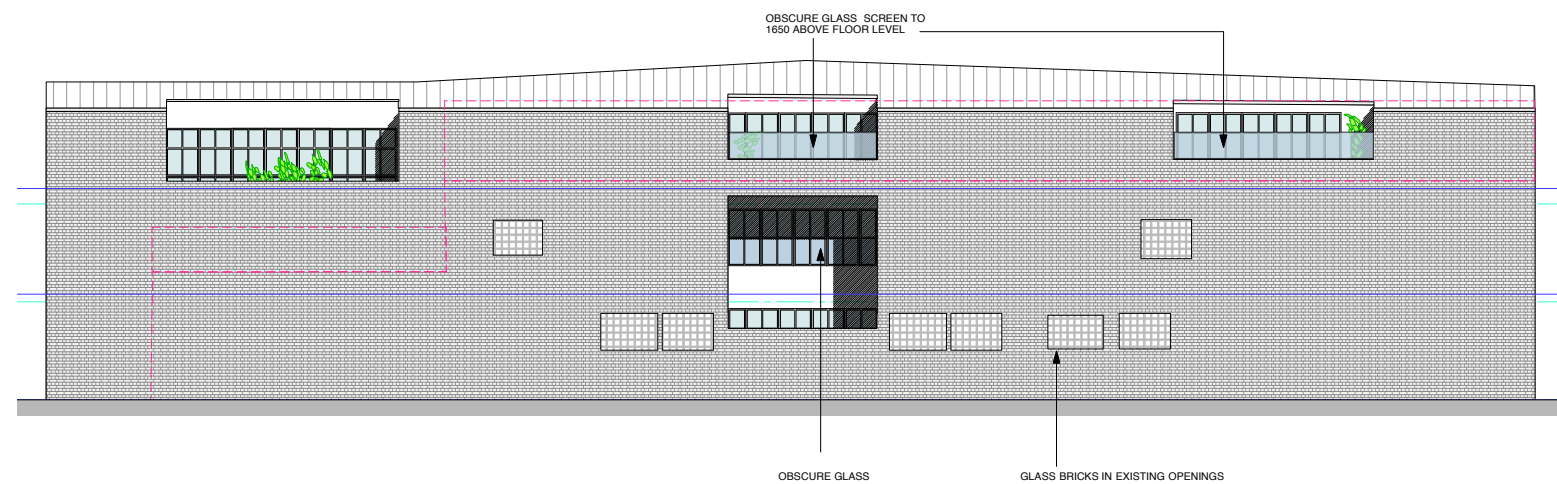 OBSCURE GLASS SCREEN TO
1650 ABOVE FLOOR LEVEL
OBSCURE GLASS
GLASS BRICKS IN EXISTING OPENINGS